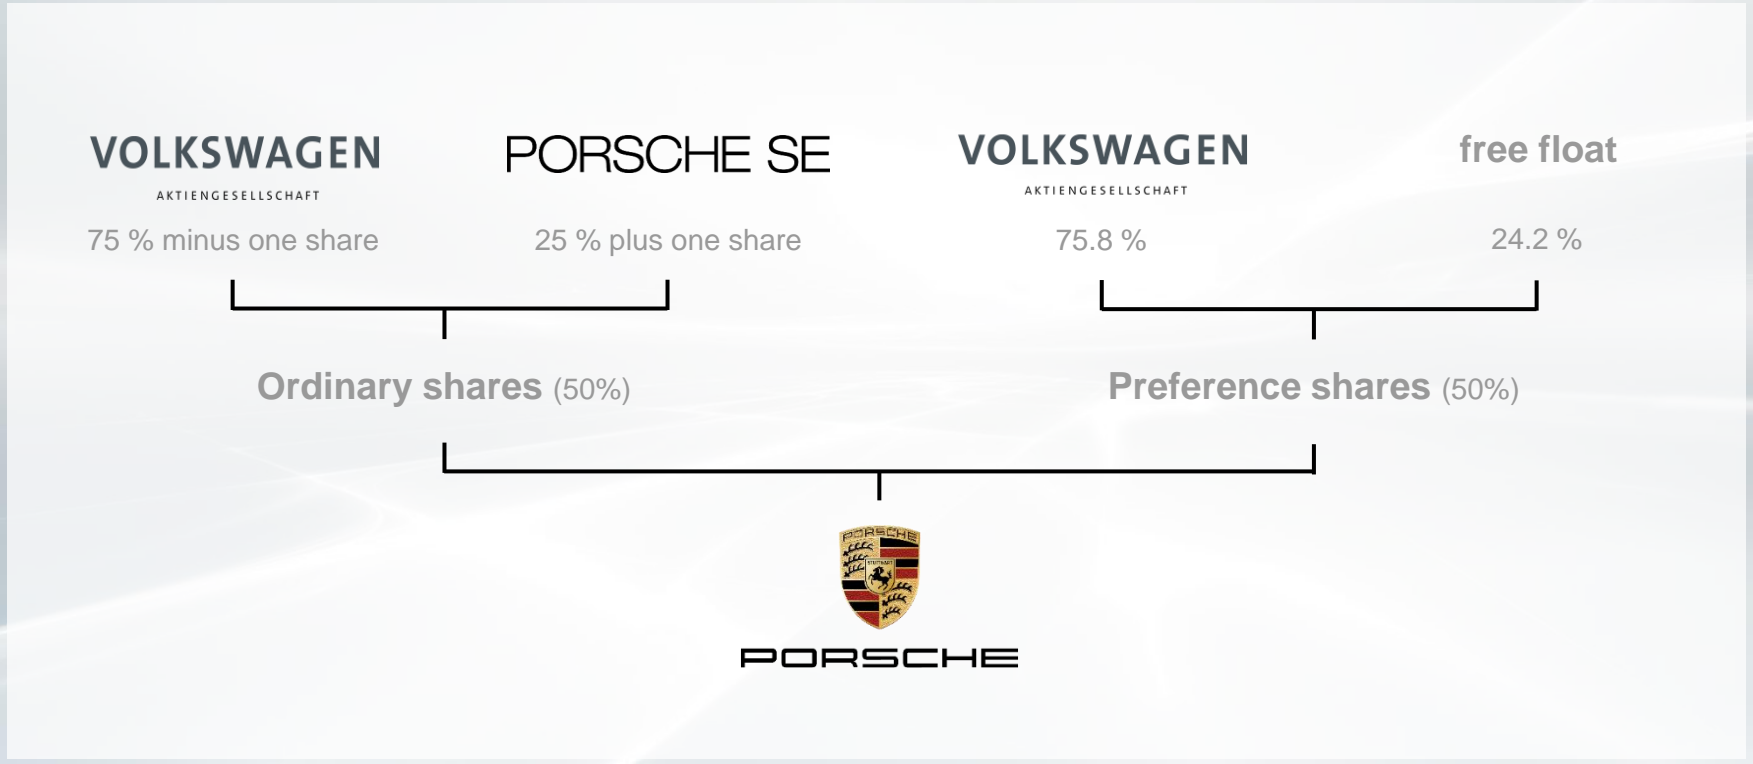 VOLKSWAGEN
AKTIENGESELLSCHAFT
75 % minus one share
PORSCHE SE
25 % plus one share
VOLKSWAGEN
AKTIENGESELLSCHAFT
75.8 %
free float
24.2 %
Ordinary shares (50%)
Preference shares (50%)
PORSCHE
STUTTGART
PORSCHE